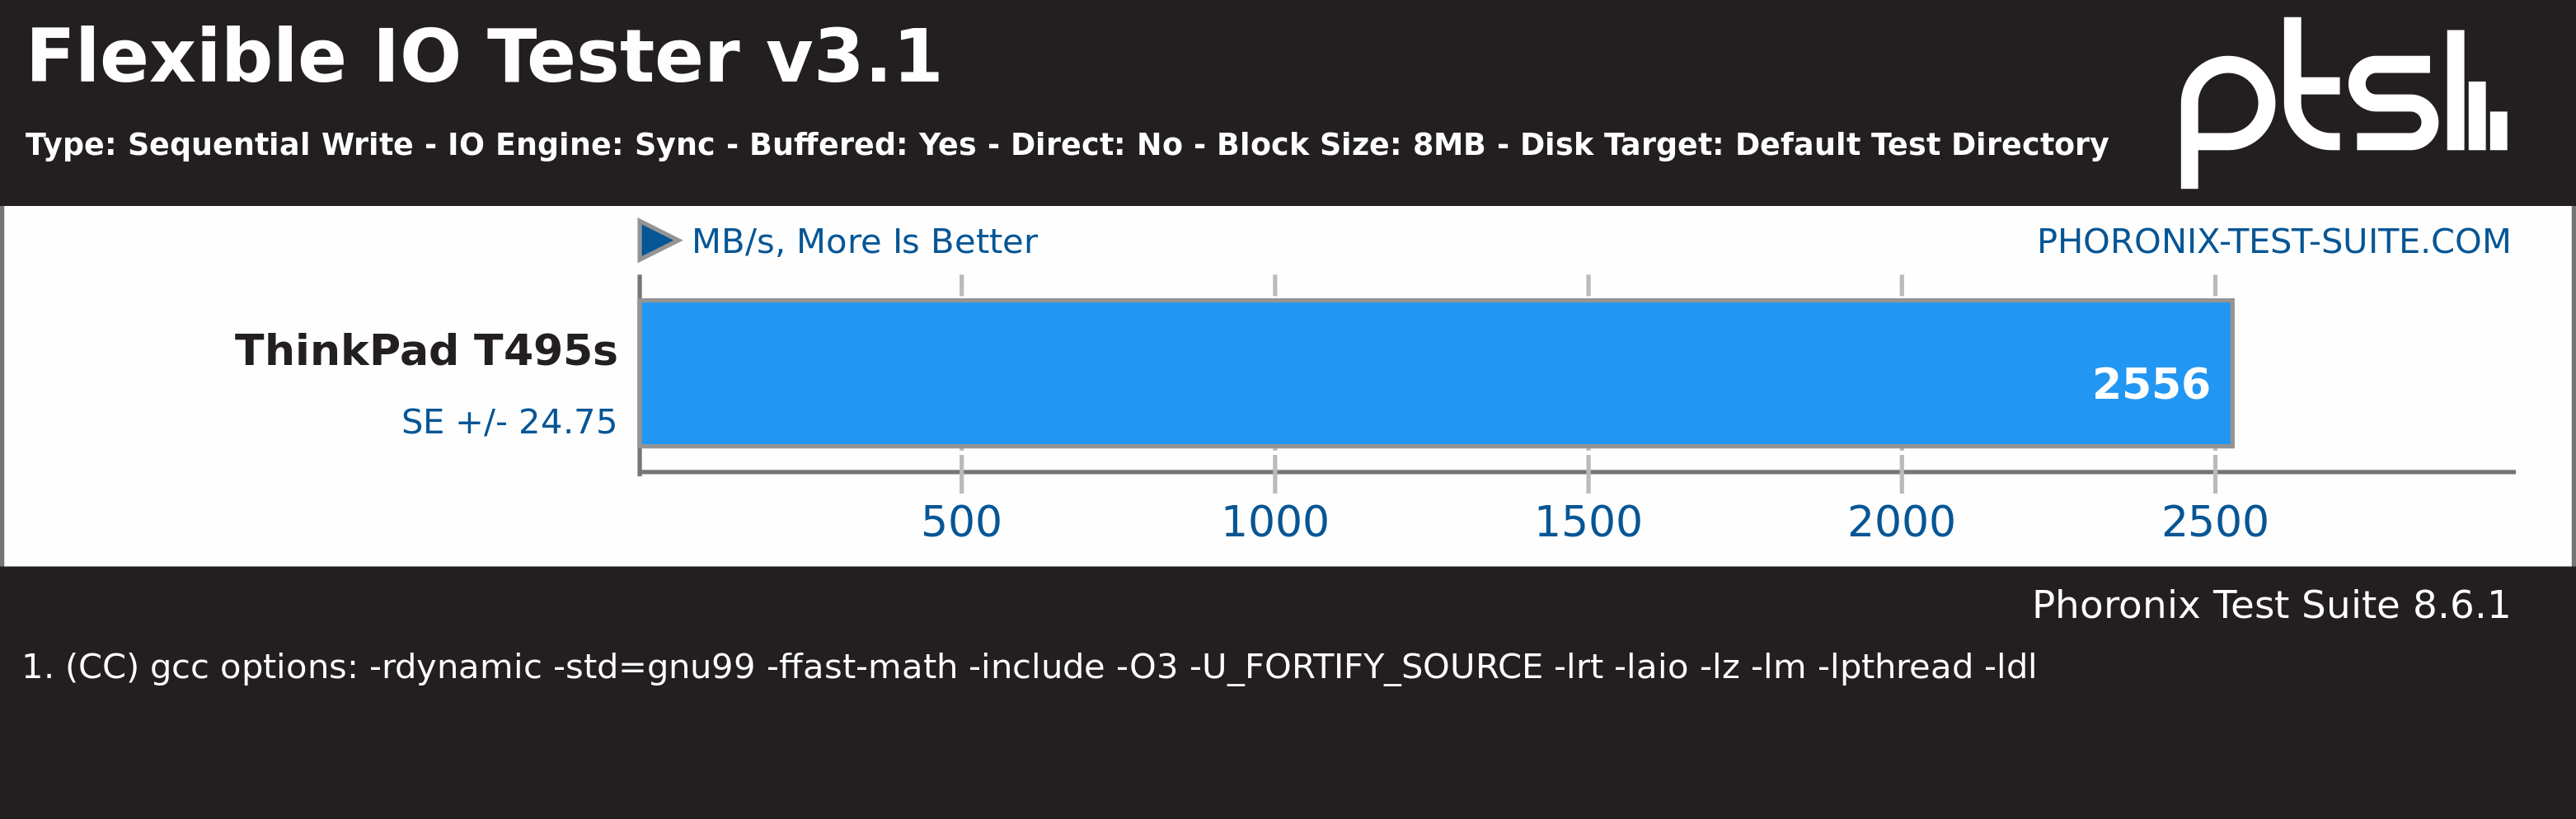 Flexible IO Tester v3.1
ptsl
Type: Sequential Write - IO Engine: Sync - Buffered: Yes - Direct: No - Block Size: 8MB - Disk Target: Default Test Directory
MB/s, More Is Better
PHORONIX-TEST-SUITE.COM
ThinkPad T495s
2556
SE +/- 24.75
500 1000 1500 2000 2500
Phoronix Test Suite 8.6.1
1. (CC) gcc options: -rdynamic -std=gnu99 -ffast-math -include -O3 -U_FORTIFY_SOURCE -lrt -laio -lz -lm -lpthread -ldl